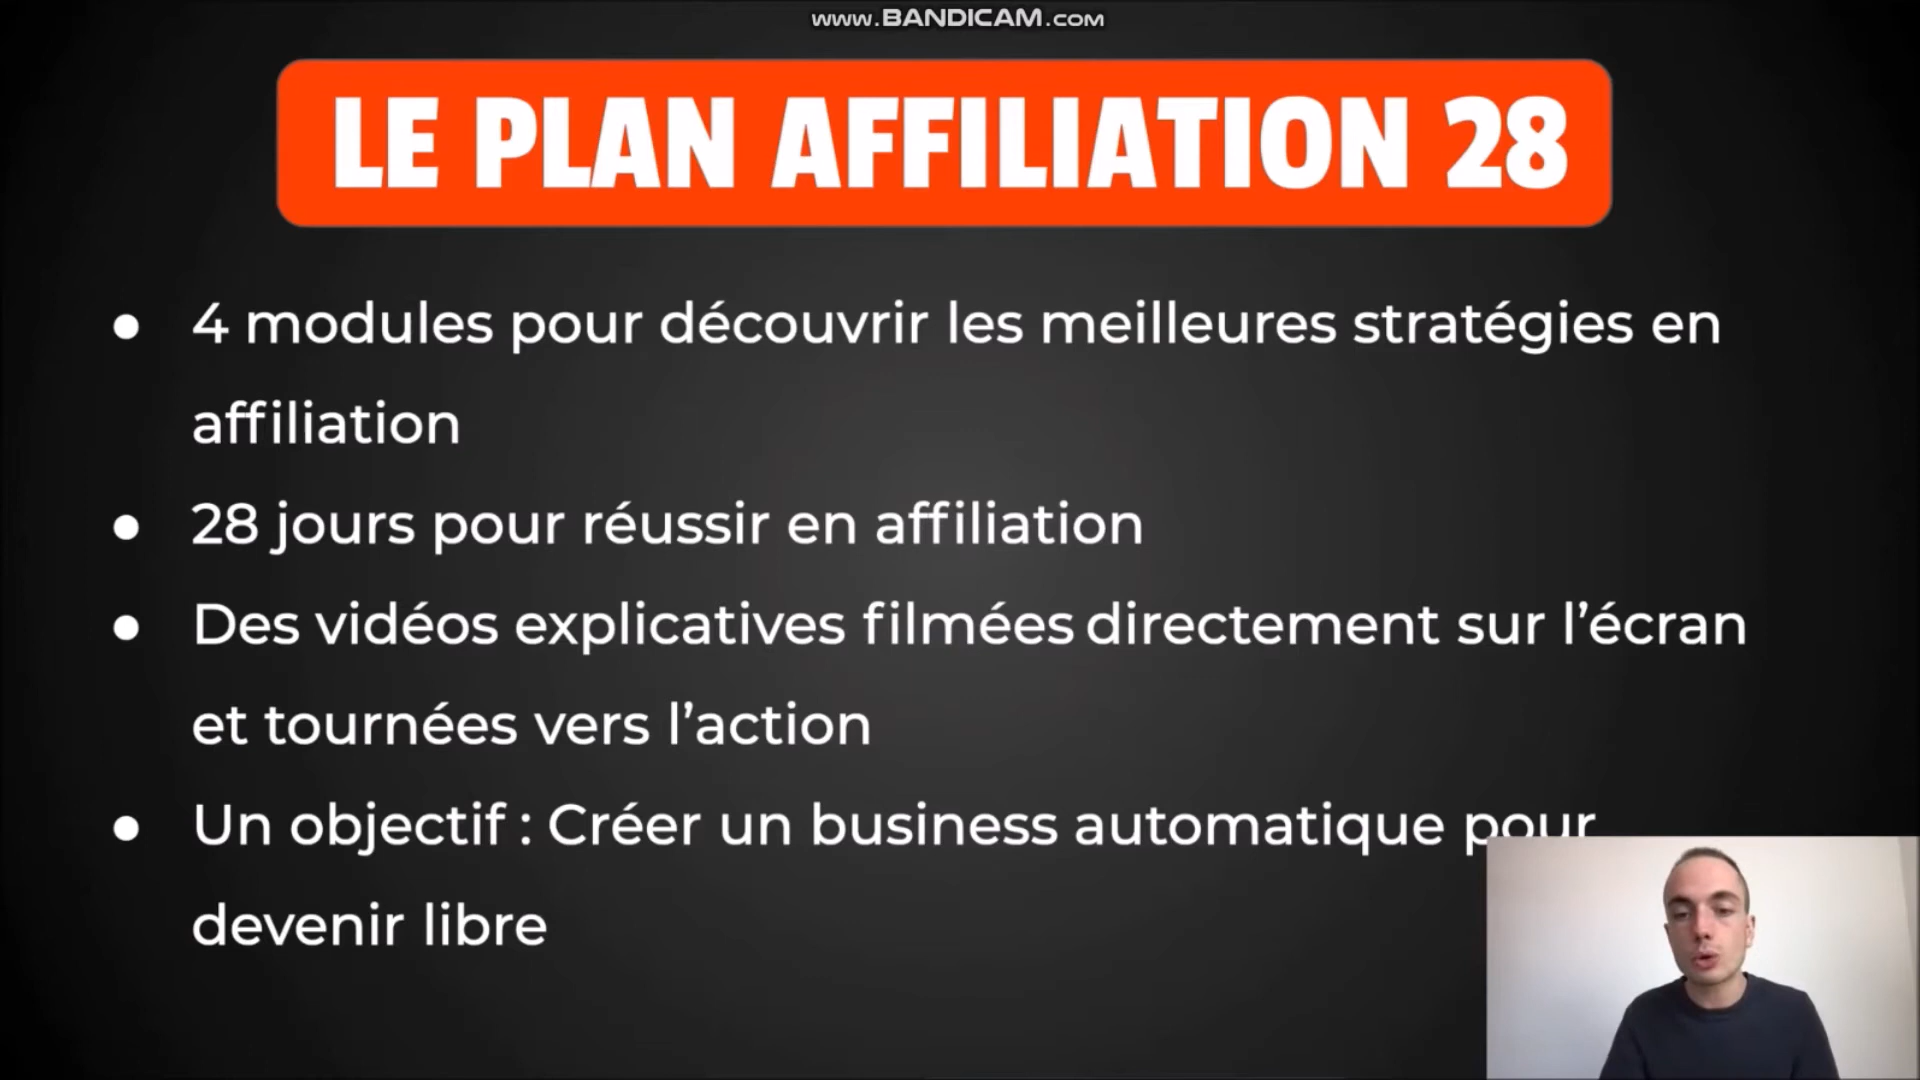 www.BANDICAM.com
LE PLAN AFFILIATION 28
● 4 modules pour découvrir les meilleures stratégies en
affiliation
● 28 jours pour réussir en affiliation
● Des vidéos explicatives filmées directement sur l’écran
et tournées vers l’action
● Un objectif : Créer un business automatique pour
devenir libre